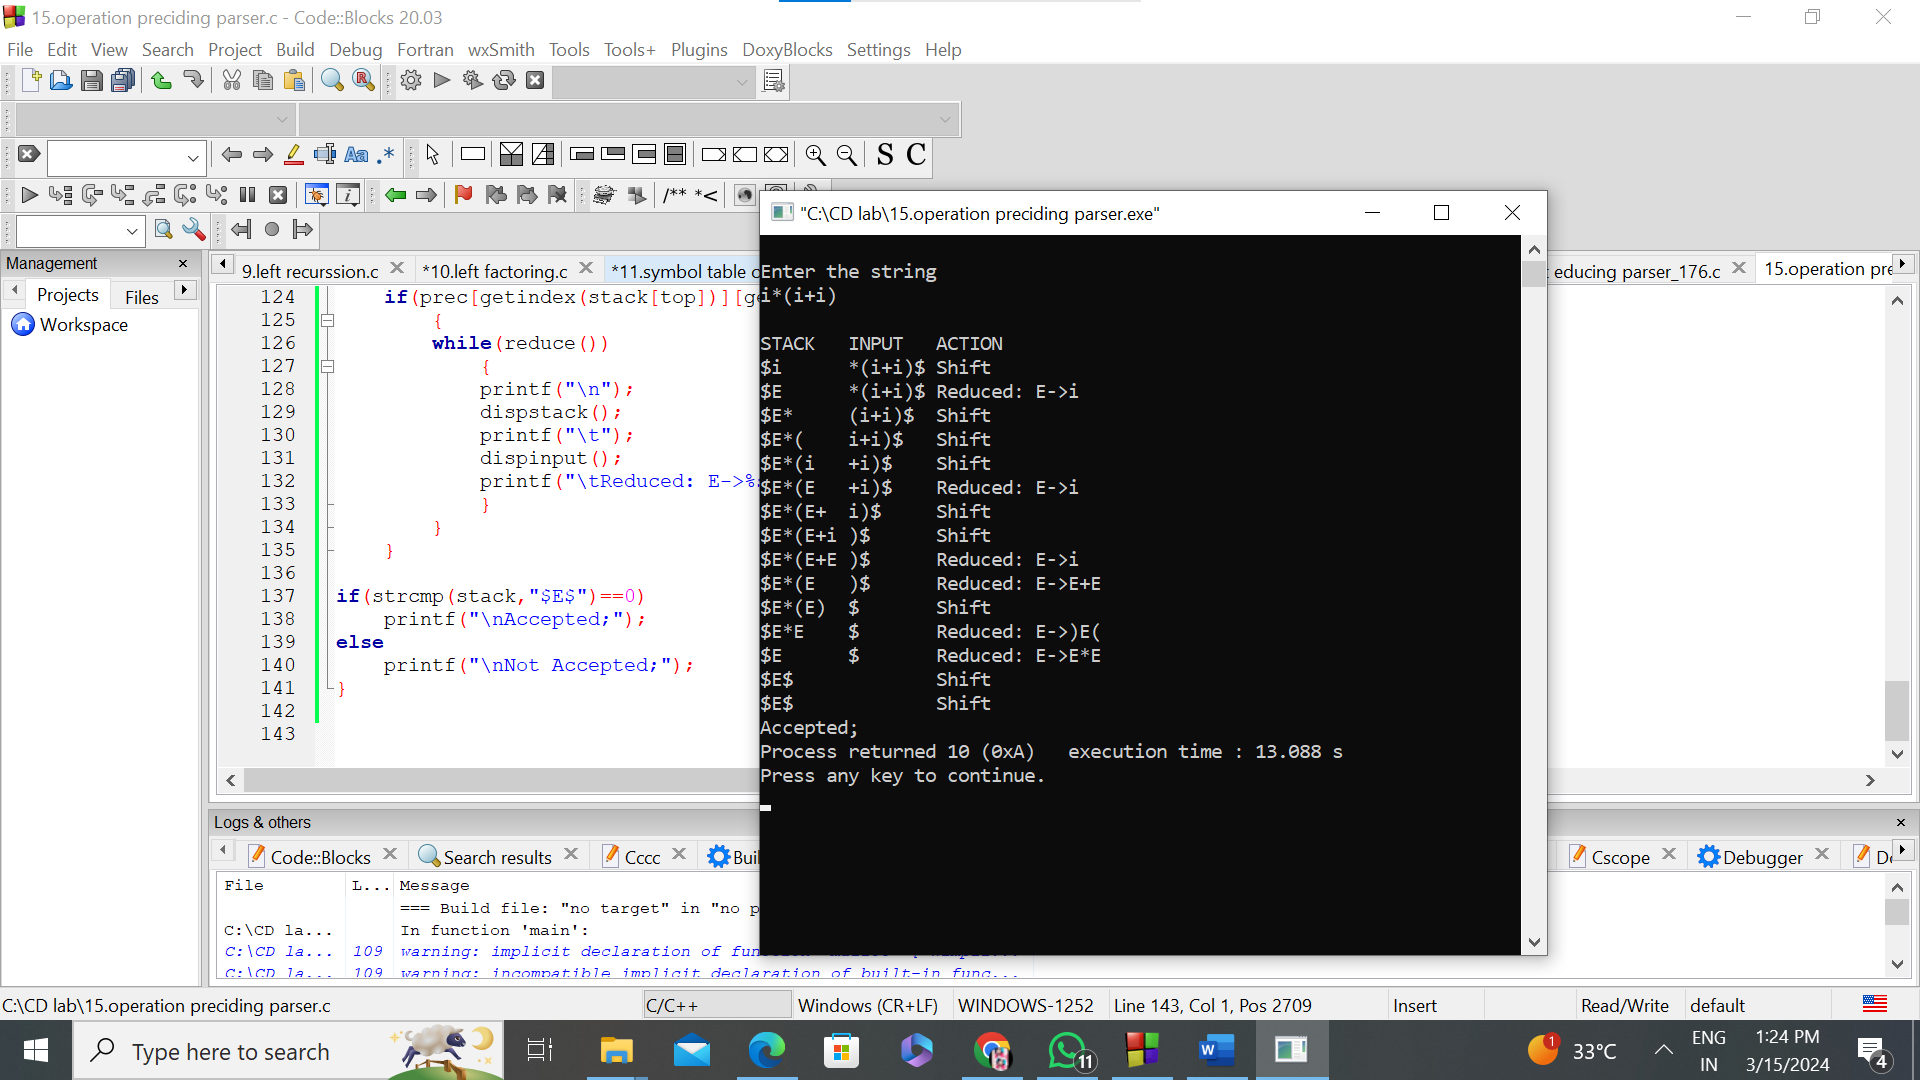 15.operation preciding parser.c - Code::Blocks 20.03
File Edit View Search Project Build Debug Fortran wxSmith Tools Tools+ Plugins DoxyBlocks Settings Help
Aa .*
S C
/** *<
Management
Projects Files
Workspace
9.left recurssion.c *10.left factoring.c *11.symbol table educing parser_176.c 15.operation pre
124 if(prec[getindex(stack[top])][ge
125 {
126 while(reduce())
127 {
128 printf("\n");
129 dispstack();
130 printf("\t");
131 dispinput();
132 printf("\tReduced: E->%
133 }
134 }
135 }
136
137 if(strcmp(stack,"$E$")==0)
138 printf("\nAccepted;");
139 else
140 printf("\nNot Accepted;");
141 }
142
143
"C:\CD lab\15.operation preciding parser.exe"
Enter the string
i*(i+i)
STACK INPUT ACTION
$i *(i+i)$ Shift
$E *(i+i)$ Reduced: E->i
$E* (i+i)$ Shift
$E*( i+i)$ Shift
$E*(i +i)$ Shift
$E*(E +i)$ Reduced: E->i
$E*(E+ i)$ Shift
$E*(E+i )$ Shift
$E*(E+E )$ Reduced: E->i
$E*(E )$ Reduced: E->E+E
$E*(E) $ Shift
$E*E $ Reduced: E->)E(
$E $ Reduced: E->E*E
$E$ Shift
$E$ Shift
Accepted;
Process returned 10 (0xA) execution time : 13.088 s
Press any key to continue.
Logs & others
Code::Blocks Search results Cccc Bui Cscope Debugger
File L... Message
=== Build file: "no target" in "no p
C:\CD la... In function 'main':
C:\CD la... 109 warning: implicit declaration of
C:\CD la... 109 warning: incompatible implicit declaration of built-in func...
C:\CD lab\15.operation preciding parser.c C/C++ Windows (CR+LF) WINDOWS-1252 Line 143, Col 1, Pos 2709 Insert Read/Write default
Type here to search
11
1 33°C
ENG
IN
1:24 PM
3/15/2024
4